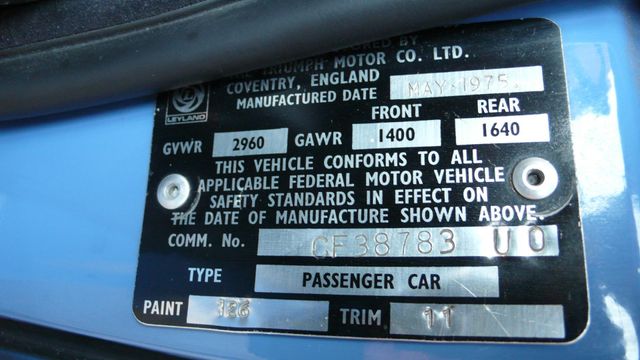 BY
TRIUMPH MOTOR CO. LTD.
COVENTRY, ENGLAND
MANUFACTURED DATE MAY 1975
LEYLAND
FRONT REAR
GVWR 2960 GAWR 1400 1640
THIS VEHICLE CONFORMS TO ALL
APPLICABLE FEDERAL MOTOR VEHICLE
SAFETY STANDARDS IN EFFECT ON
THE DATE OF MANUFACTURE SHOWN ABOVE.
COMM. No. CF38783 UO
TYPE PASSENGER CAR
PAINT TRIM 11